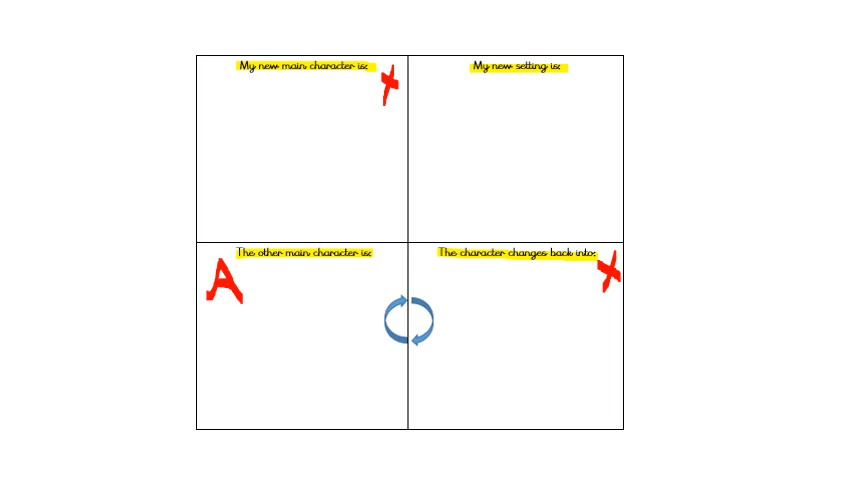 My new main character is:
X
My new setting is:
The other main character is:
A
The character changes back into:
X